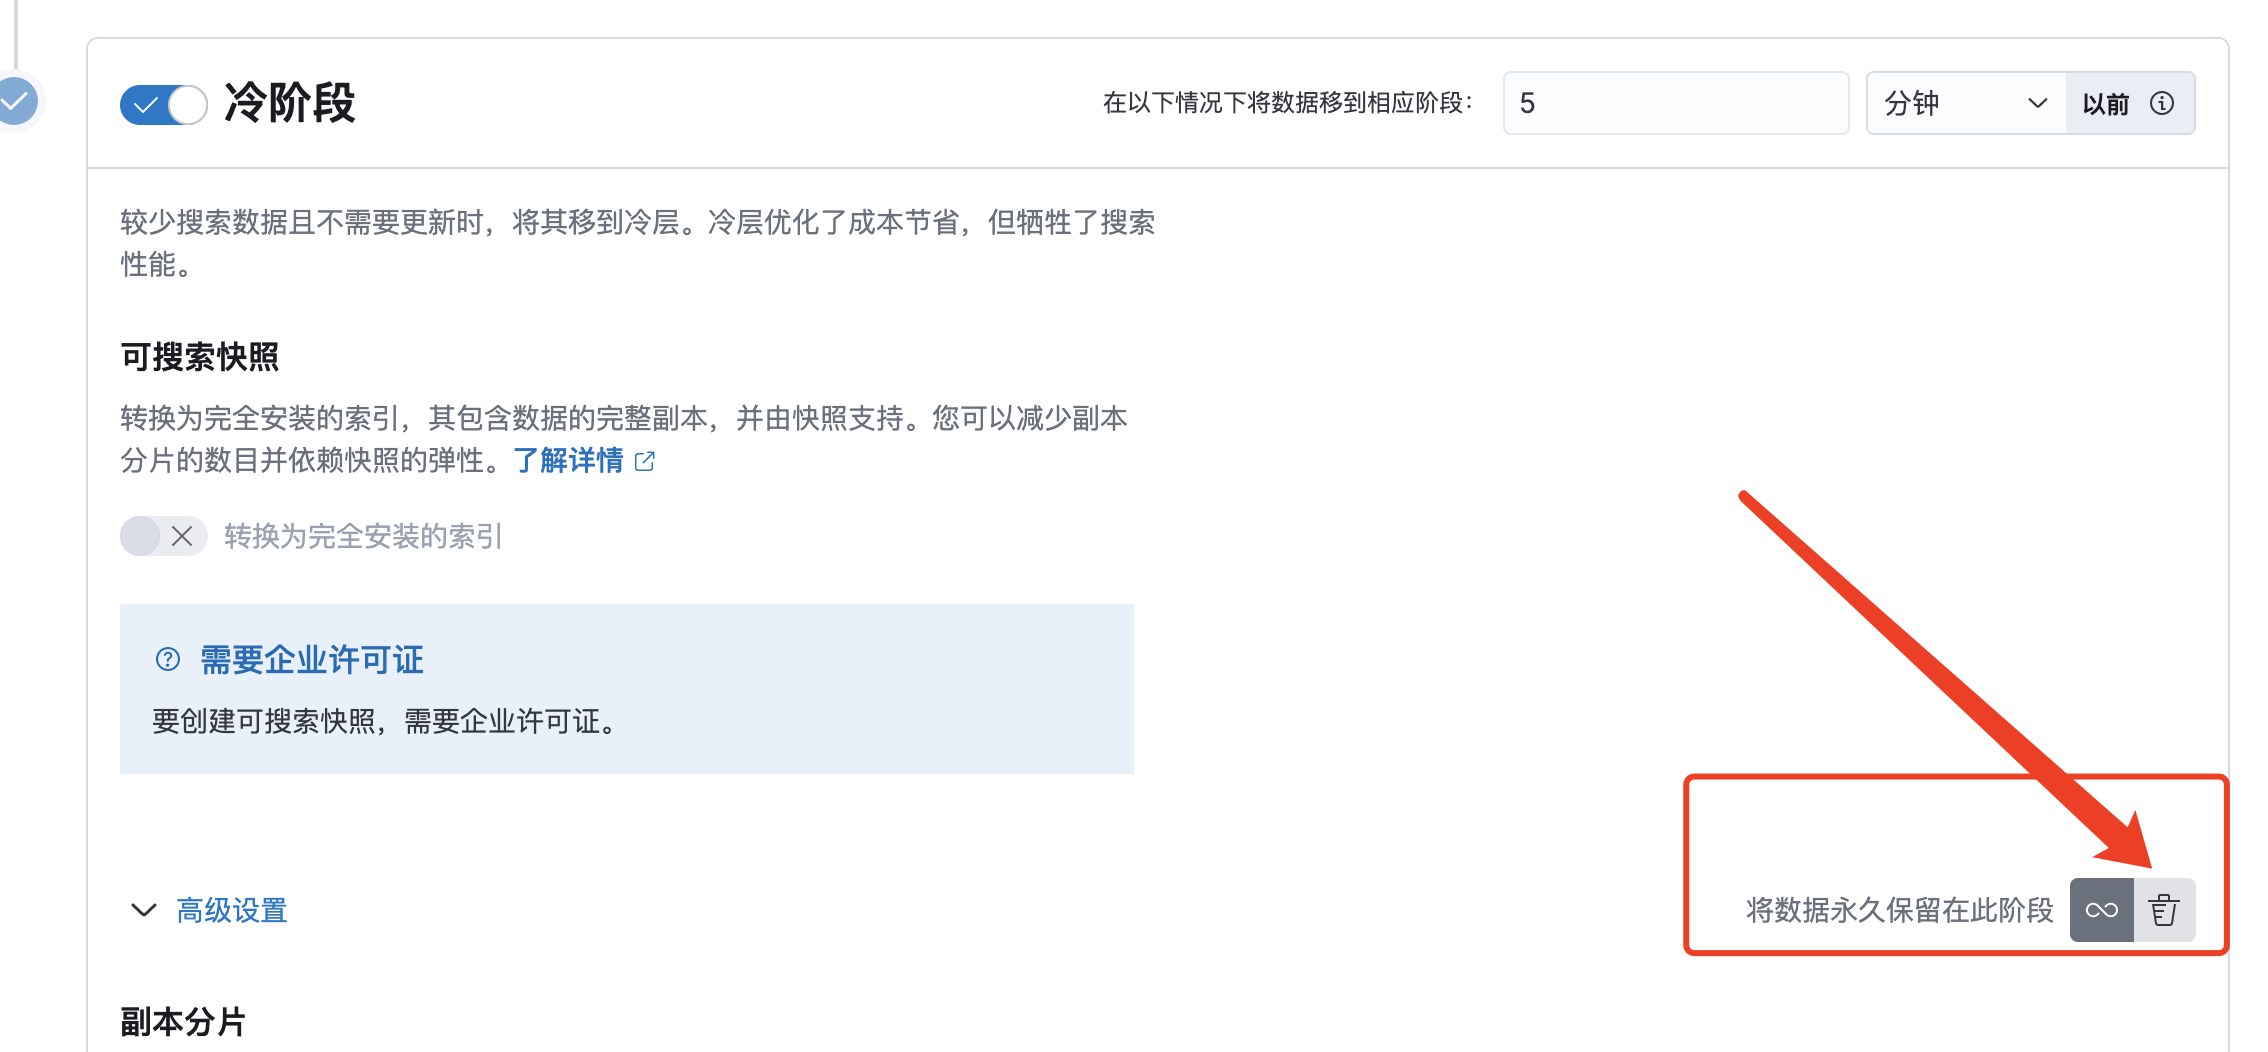 冷阶段
在以下情况下将数据移到相应阶段：
5
分钟
以前
较少搜索数据且不需要更新时，将其移到冷层。冷层优化了成本节省，但牺牲了搜索
性能。
可搜索快照
转换为完全安装的索引，其包含数据的完整副本，并由快照支持。您可以减少副本
分片的数目并依赖快照的弹性。了解详情
转换为完全安装的索引
需要企业许可证
要创建可搜索快照，需要企业许可证。
高级设置
将数据永久保留在此阶段
副本分片